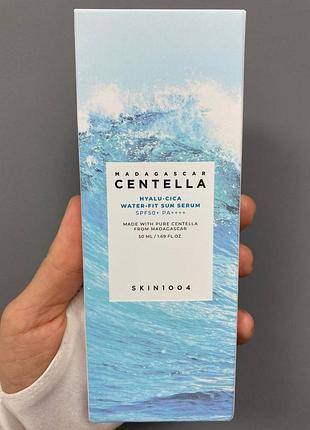 MADAGASCAR
CENTELLA
HYALU-CICA
WATER-FIT SUN SERUM
SPF50+ PA++++
MADE WITH PURE CENTELLA
FROM MADAGASCAR
50 ML / 1.69 FL.OZ.
SKIN1004